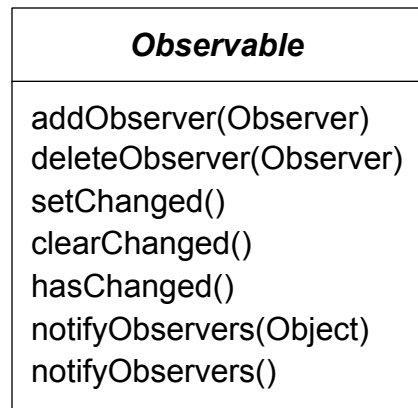 Observable
addObserver(Observer)
deleteObserver(Observer)
setChanged()
clearChanged()
hasChanged()
notifyObservers(Object)
notifyObservers()